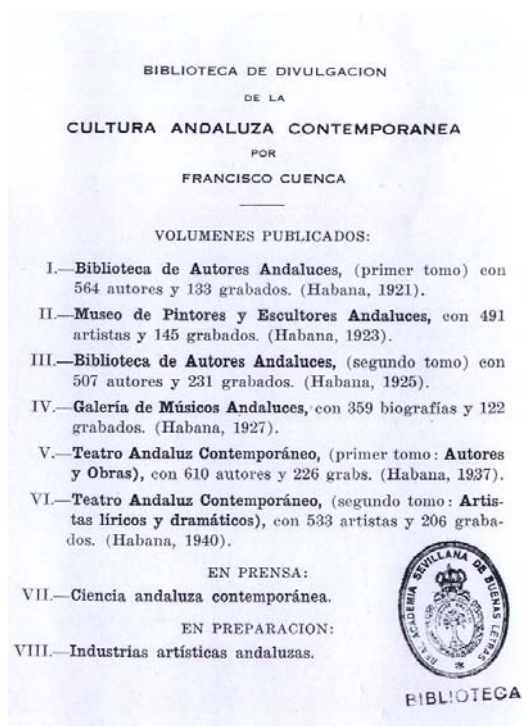 BIBLIOTECA DE DIVULGACION
DE LA
CULTURA ANDALUZA CONTEMPORANEA
POR
FRANCISCO CUENCA
VOLUMENES PUBLICADOS:
I.—Biblioteca de Autores Andaluces, (primer tomo) con
564 autores y 133 grabados. (Habana, 1921).
II.—Museo de Pintores y Escultores Andaluces, con 491
artistas y 145 grabados. (Habana, 1923).
III.—Biblioteca de Autores Andaluces, (segundo tomo) con
507 autores y 231 grabados. (Habana, 1925).
IV.—Galería de Músicos Andaluces, con 359 biografías y 122
grabados. (Habana, 1927).
V.—Teatro Andaluz Contemporáneo, (primer tomo: Autores
y Obras), con 610 autores y 226 grabs. (Habana, 1937).
VI.—Teatro Andaluz Contemporáneo, (segundo tomo: Artis-
tas líricos y dramáticos), con 533 artistas y 206 graba-
dos. (Habana, 1940).
EN PRENSA:
VII.—Ciencia andaluza contemporánea.
EN PREPARACION:
VIII.—Industrias artísticas andaluzas.
REAL ACADEMIA SEVILLANA DE BUENAS LETRAS
BIBLIOTECA